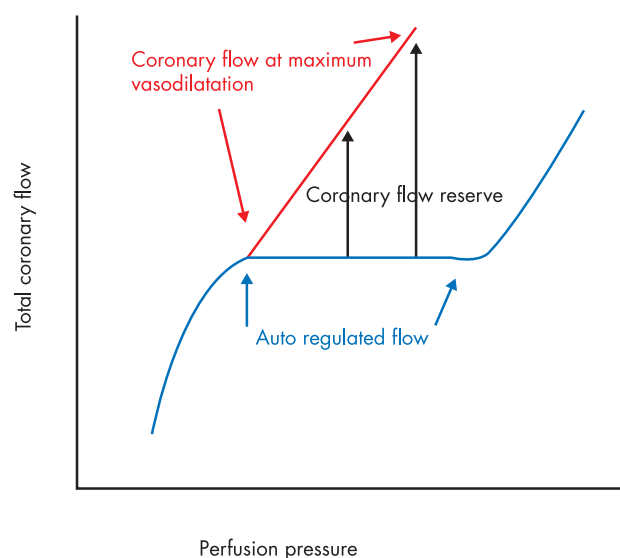 Coronary flow at maximum
vasodilatation
Coronary flow reserve
Auto regulated flow
Total coronary flow
Perfusion pressure